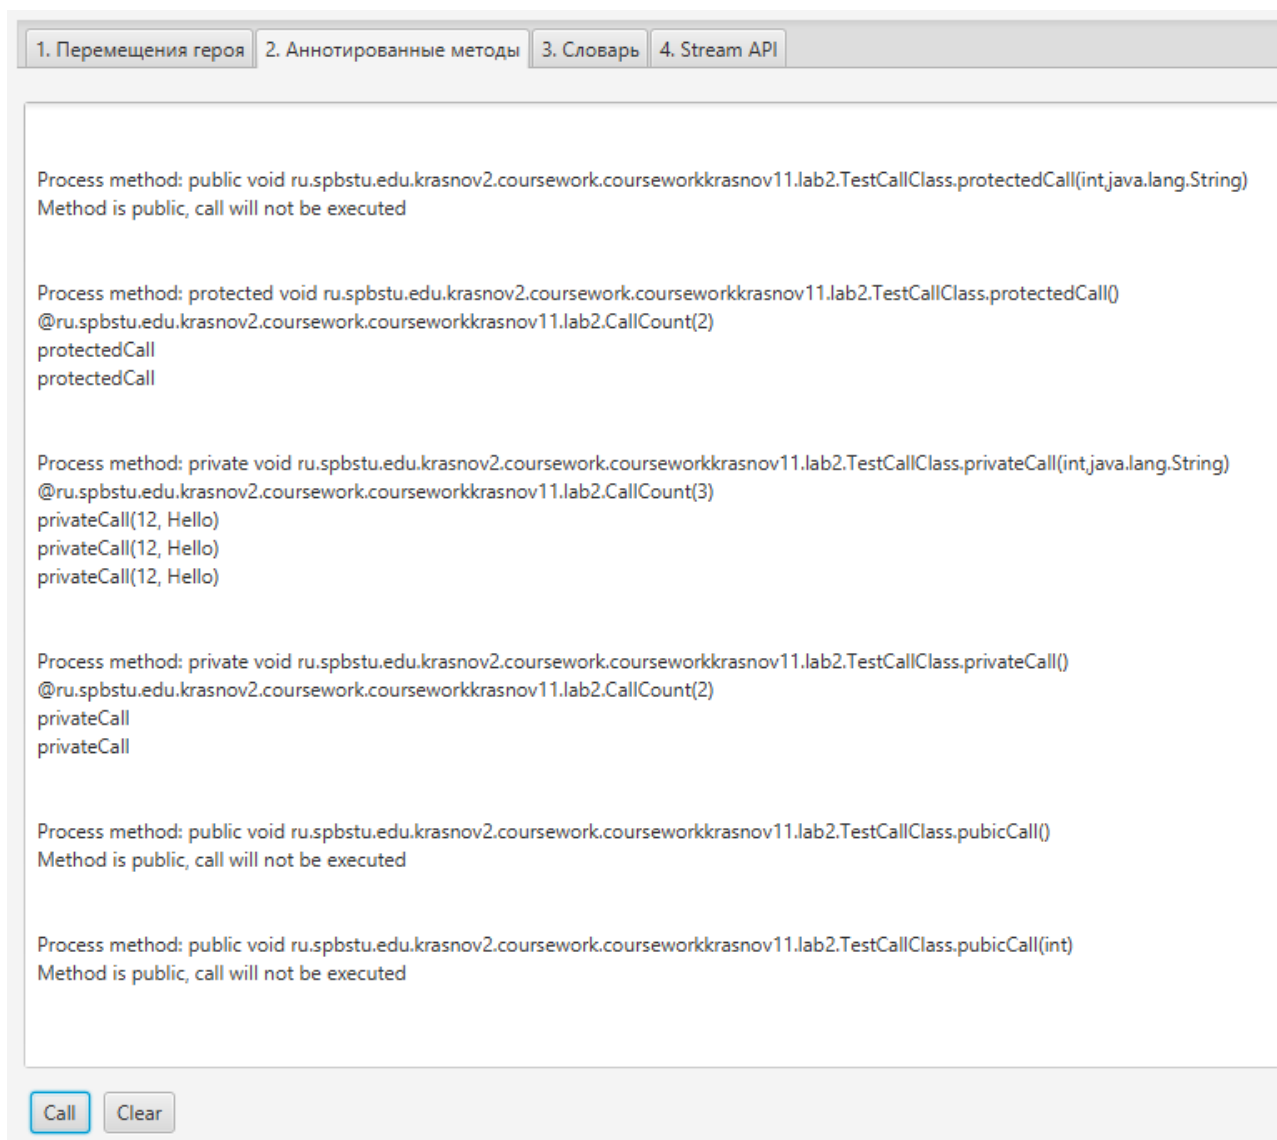 1. Перемещения героя 2. Аннотированные методы 3. Словарь 4. Stream API
Process method: public void ru.spbstu.edu.krasnov2.coursework.courseworkkrasnov11.lab2.TestCallClass.protectedCall(int,java.lang.String)
Method is public, call will not be executed
Process method: protected void ru.spbstu.edu.krasnov2.coursework.courseworkkrasnov11.lab2.TestCallClass.protectedCall()
@ru.spbstu.edu.krasnov2.coursework.courseworkkrasnov11.lab2.CallCount(2)
protectedCall
protectedCall
Process method: private void ru.spbstu.edu.krasnov2.coursework.courseworkkrasnov11.lab2.TestCallClass.privateCall(int,java.lang.String)
@ru.spbstu.edu.krasnov2.coursework.courseworkkrasnov11.lab2.CallCount(3)
privateCall(12, Hello)
privateCall(12, Hello)
privateCall(12, Hello)
Process method: private void ru.spbstu.edu.krasnov2.coursework.courseworkkrasnov11.lab2.TestCallClass.privateCall()
@ru.spbstu.edu.krasnov2.coursework.courseworkkrasnov11.lab2.CallCount(2)
privateCall
privateCall
Process method: public void ru.spbstu.edu.krasnov2.coursework.courseworkkrasnov11.lab2.TestCallClass.pubicCall()
Method is public, call will not be executed
Process method: public void ru.spbstu.edu.krasnov2.coursework.courseworkkrasnov11.lab2.TestCallClass.pubicCall(int)
Method is public, call will not be executed
Call Clear